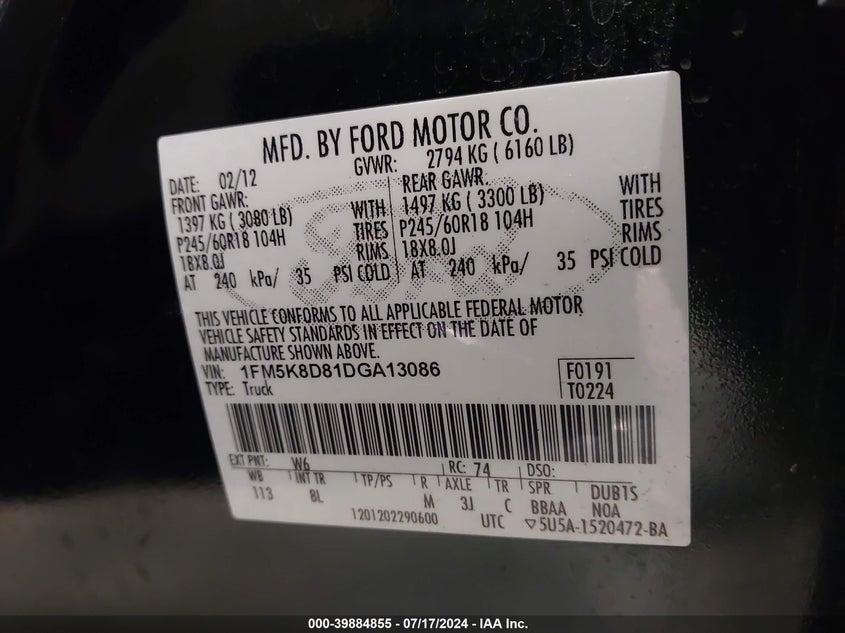 MFD. BY FORD MOTOR CO.
DATE: 02/12 GVWR: 2794 KG ( 6160 LB)
FRONT GAWR: REAR GAWR:
1397 KG ( 3080 LB) WITH 1497 KG ( 3300 LB) WITH
P245/60R18 104H TIRES P245/60R18 104H TIRES
18X8.0J RIMS 18X8.0J RIMS
AT 240 kPa/ 35 PSI COLD AT 240 kPa/ 35 PSI COLD
Ford
THIS VEHICLE CONFORMS TO ALL APPLICABLE FEDERAL MOTOR
VEHICLE SAFETY STANDARDS IN EFFECT ON THE DATE OF
MANUFACTURE SHOWN ABOVE.
VIN: 1FM5K8D81DGA13086 F0191
TYPE: Truck T0224
EXT PNT: W6 RC: 74 DSO:
WB INT TR TP/PS R AXLE TR SPR DUB1S
113 BL M 3J C BBAA NOA
1201202290600 UTC ▽5U5A-1520472-BA
000-39884855 - 07/17/2024 - IAA Inc.